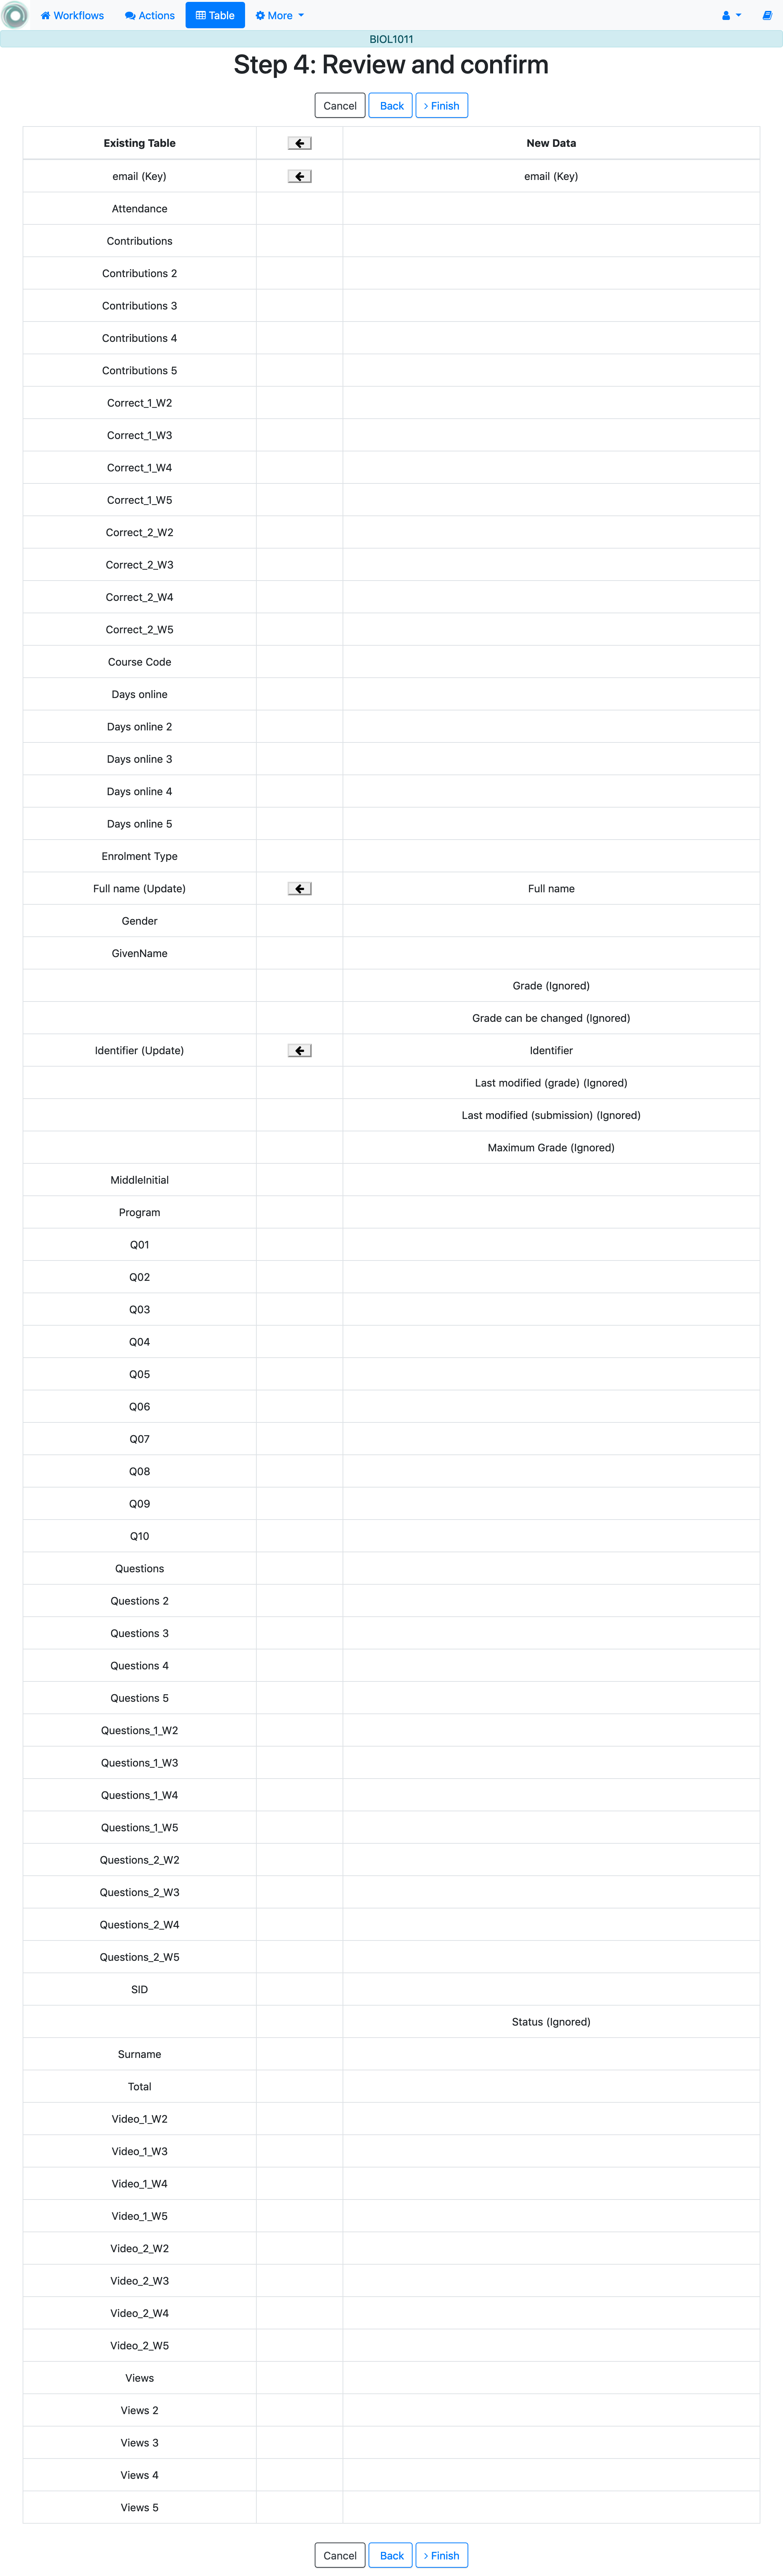 Workflows Actions Table More
BIOL1011
Step 4: Review and confirm
Cancel Back Finish
Existing Table New Data
email (Key) email (Key)
Attendance
Contributions
Contributions 2
Contributions 3
Contributions 4
Contributions 5
Correct_1_W2
Correct_1_W3
Correct_1_W4
Correct_1_W5
Correct_2_W2
Correct_2_W3
Correct_2_W4
Correct_2_W5
Course Code
Days online
Days online 2
Days online 3
Days online 4
Days online 5
Enrolment Type
Full name (Update) Full name
Gender
GivenName
Grade (Ignored)
Grade can be changed (Ignored)
Identifier (Update) Identifier
Last modified (grade) (Ignored)
Last modified (submission) (Ignored)
Maximum Grade (Ignored)
MiddleInitial
Program
Q01
Q02
Q03
Q04
Q05
Q06
Q07
Q08
Q09
Q10
Questions
Questions 2
Questions 3
Questions 4
Questions 5
Questions_1_W2
Questions_1_W3
Questions_1_W4
Questions_1_W5
Questions_2_W2
Questions_2_W3
Questions_2_W4
Questions_2_W5
SID
Status (Ignored)
Surname
Total
Video_1_W2
Video_1_W3
Video_1_W4
Video_1_W5
Video_2_W2
Video_2_W3
Video_2_W4
Video_2_W5
Views
Views 2
Views 3
Views 4
Views 5
Cancel Back Finish